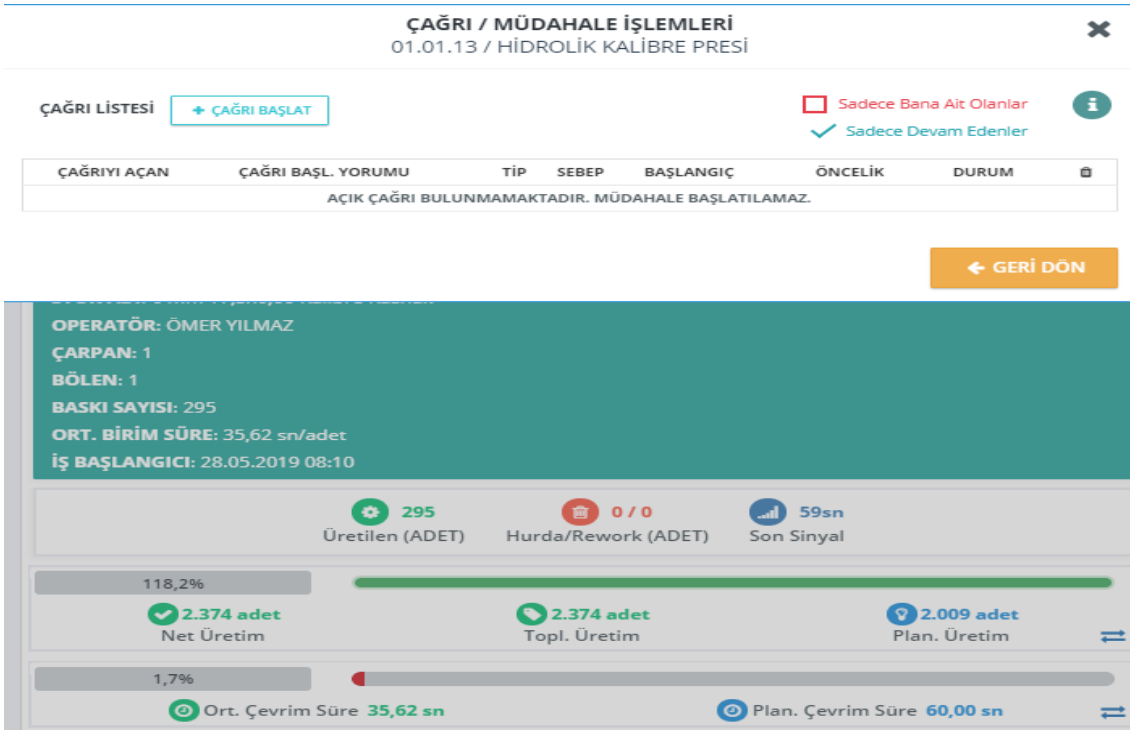 ÇAĞRI / MÜDAHALE İŞLEMLERİ
01.01.13 / HİDROLİK KALİBRE PRESİ
ÇAĞRI LİSTESİ + ÇAĞRI BAŞLAT
Sadece Bana Ait Olanlar
Sadece Devam Edenler
ÇAĞRIYI AÇAN ÇAĞRI BAŞL. YORUMU TİP SEBEP BAŞLANGIÇ ÖNCELİK DURUM
AÇIK ÇAĞRI BULUNMAMAKTADIR. MÜDAHALE BAŞLATILAMAZ.
GERİ DÖN
OPERATÖR: ÖMER YILMAZ
ÇARPAN: 1
BÖLEN: 1
BASKI SAYISI: 295
ORT. BİRİM SÜRE: 35,62 sn/adet
İŞ BAŞLANGICI: 28.05.2019 08:10
295 0 / 0 59sn
Üretilen (ADET) Hurda/Rework (ADET) Son Sinyal
118,2%
2.374 adet 2.374 adet 2.009 adet
Net Üretim Topl. Üretim Plan. Üretim
1,7%
Ort. Çevrim Süre 35,62 sn Plan. Çevrim Süre 60,00 sn